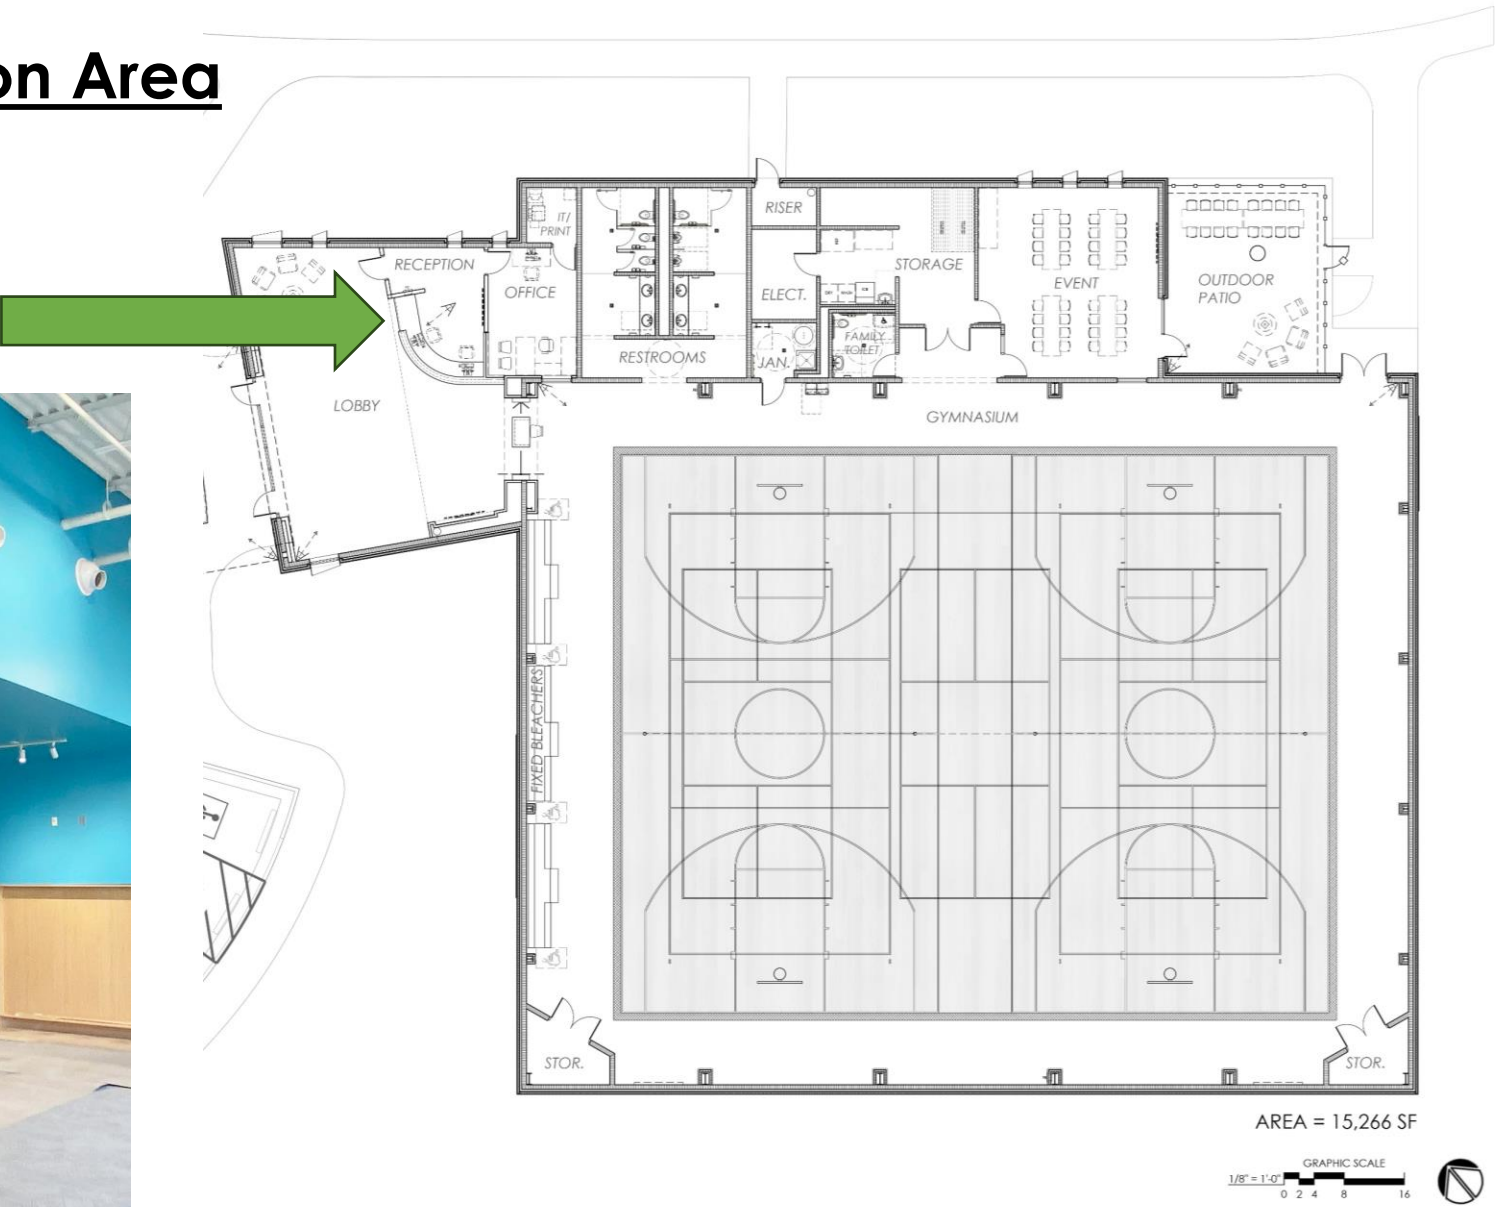 on Area
IT/
PRINT
RISER
RECEPTION
STORAGE
OFFICE
EVENT
OUTDOOR
PATIO
ELECT.
FAMILY
TOILET
RESTROOMS
JAN.
LOBBY
GYMNASIUM
FIXED BLEACHERS
STOR.
STOR.
AREA = 15,266 SF
GRAPHIC SCALE
1/8" = 1'-0"
0 2 4 8 16